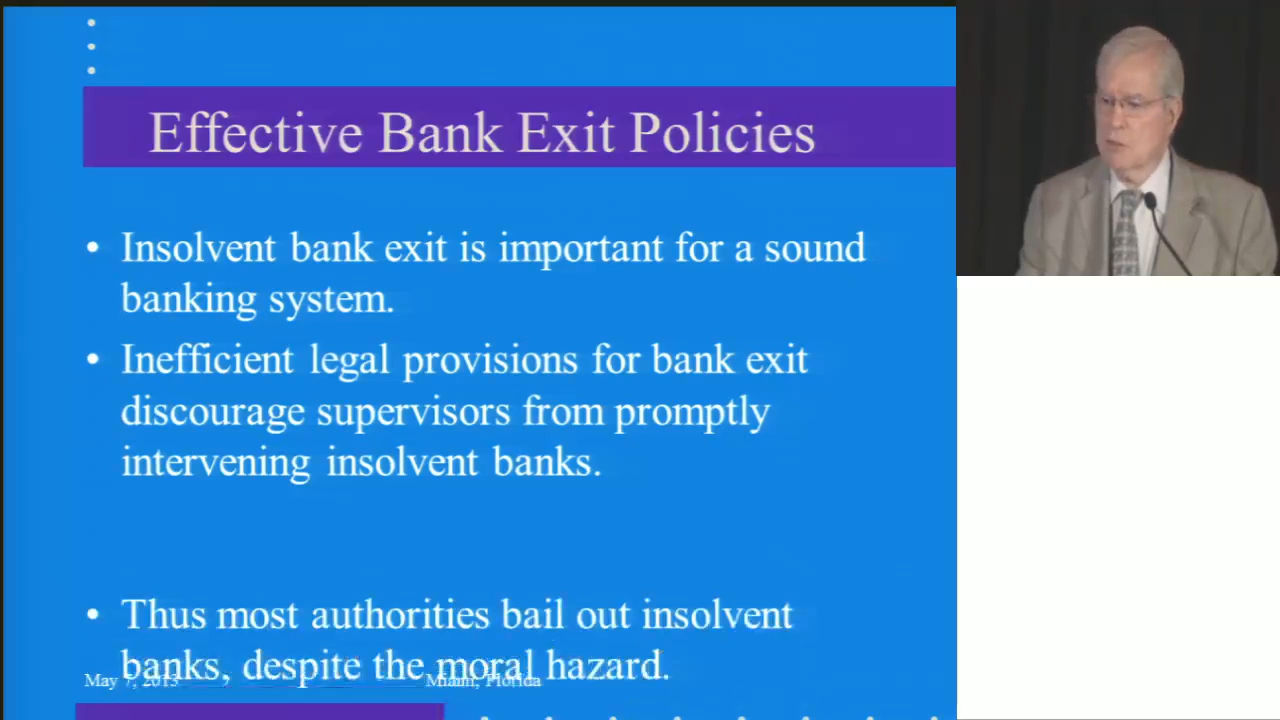 Effective Bank Exit Policies
• Insolvent bank exit is important for a sound
banking system.
• Inefficient legal provisions for bank exit
discourage supervisors from promptly
intervening insolvent banks.
• Thus most authorities bail out insolvent
banks, despite the moral hazard.
May 7, 2013 Miami, Florida